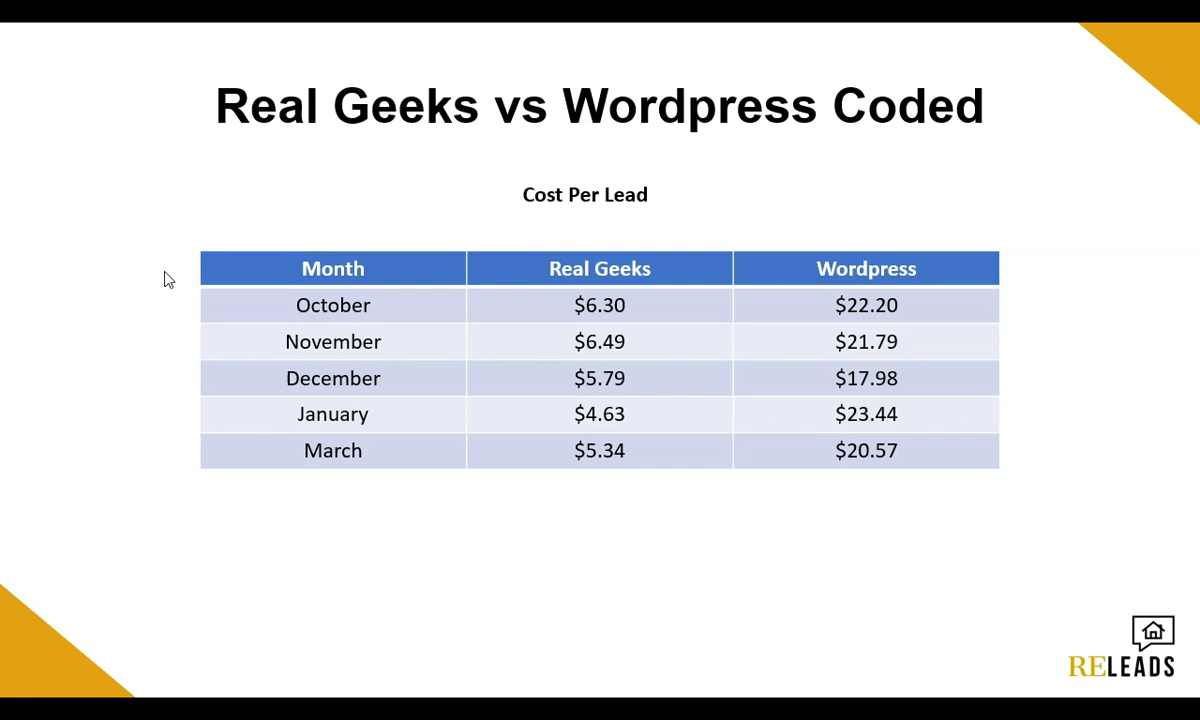 Real Geeks vs Wordpress Coded
Cost Per Lead
Month Real Geeks Wordpress
October $6.30 $22.20
November $6.49 $21.79
December $5.79 $17.98
January $4.63 $23.44
March $5.34 $20.57
RELEADS